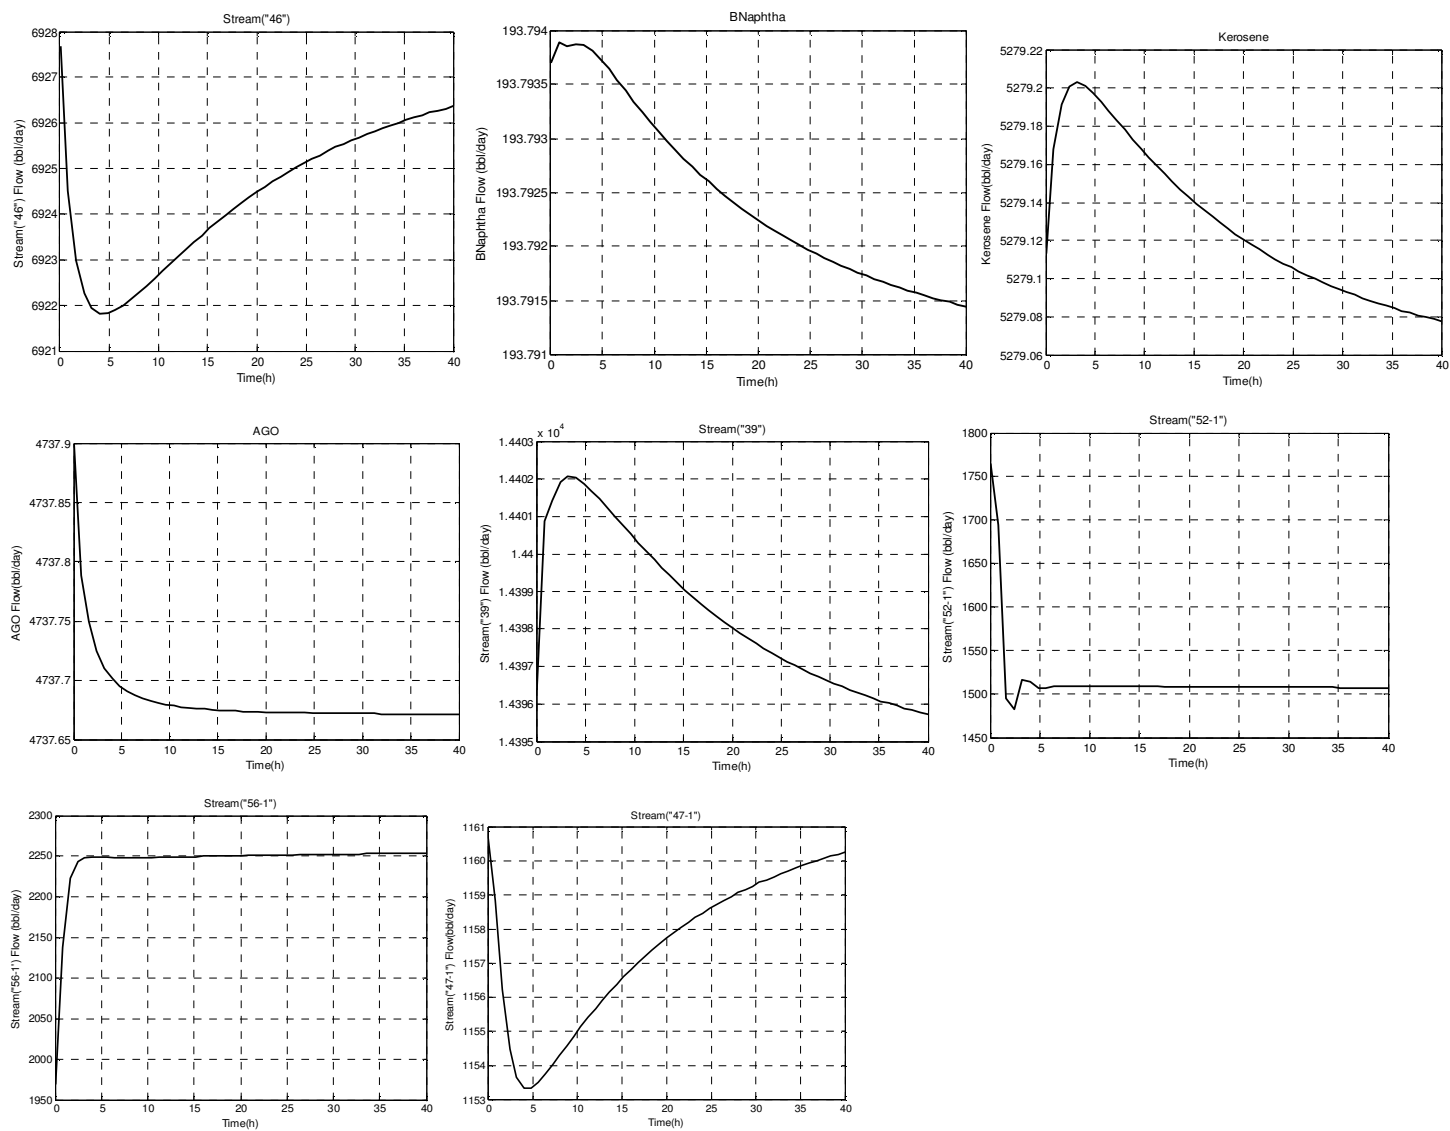 Stream("46")
6928
6927
6926
6925
6924
6923
6922
6921
Stream("46") Flow (bbl/day)
0 5 10 15 20 25 30 35 40
Time(h)
BNaphtha
193.794
193.7935
193.793
193.7925
193.792
193.7915
193.791
BNaphtha Flow (bbl/day)
0 5 10 15 20 25 30 35 40
Time(h)
Kerosene
5279.22
5279.2
5279.18
5279.16
5279.14
5279.12
5279.1
5279.08
5279.06
Kerosene Flow(bbl/day)
0 5 10 15 20 25 30 35 40
Time(h)
AGO
4737.9
4737.85
4737.8
4737.75
4737.7
4737.65
AGO Flow(bbl/day)
0 5 10 15 20 25 30 35 40
Time(h)
Stream("39")
x 10^4
1.4403
1.4402
1.4401
1.44
1.4399
1.4398
1.4397
1.4396
1.4395
Stream("39") Flow (bbl/day)
0 5 10 15 20 25 30 35 40
Time(h)
Stream("52-1")
1800
1750
1700
1650
1600
1550
1500
1450
Stream("52-1") Flow (bbl/day)
0 5 10 15 20 25 30 35 40
Time(h)
Stream("56-1")
2300
2250
2200
2150
2100
2050
2000
1950
Stream("56-1') Flow (bbl/day)
0 5 10 15 20 25 30 35 40
Time(h)
Stream("47-1")
1161
1160
1159
1158
1157
1156
1155
1154
1153
Stream("47-1") Flow(bbl/day)
0 5 10 15 20 25 30 35 40
Time(h)